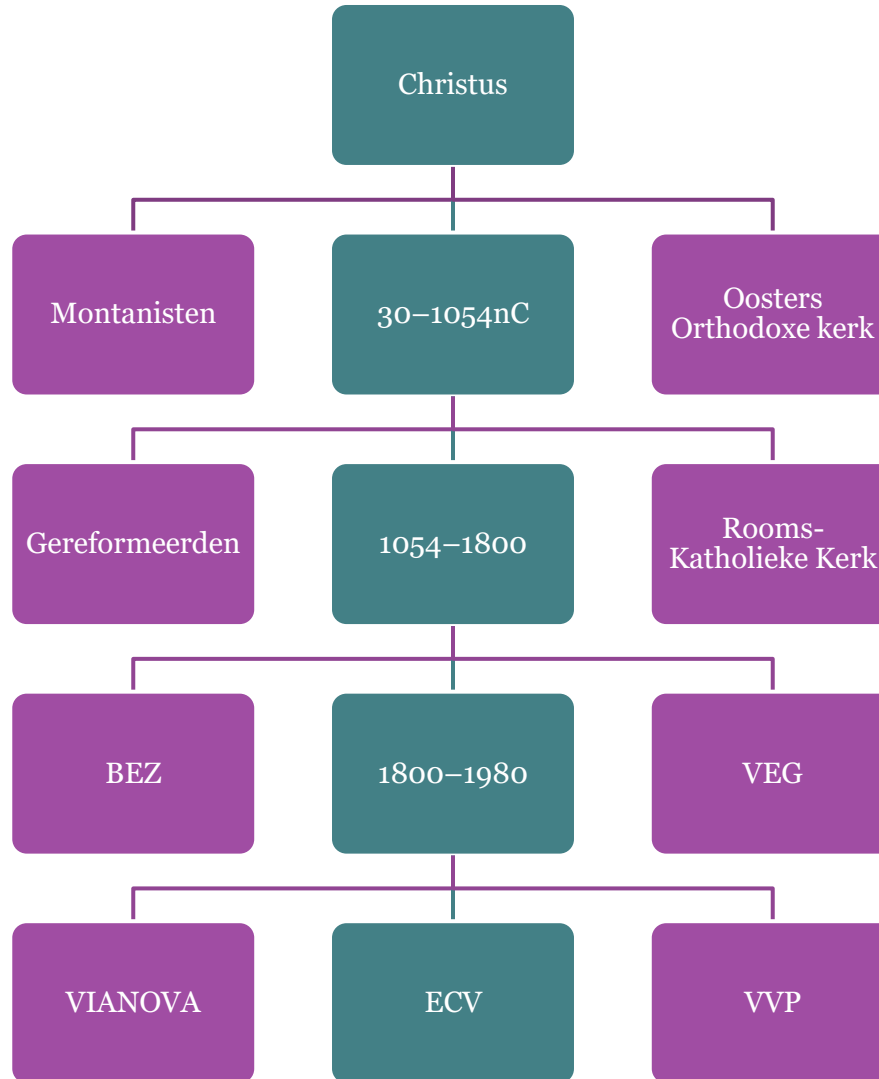 Christus
Montanisten
30–1054nC
Oosters
Orthodoxe kerk
Gereformeerden
1054–1800
Rooms-
Katholieke Kerk
BEZ
1800–1980
VEG
VIANOVA
ECV
VVP